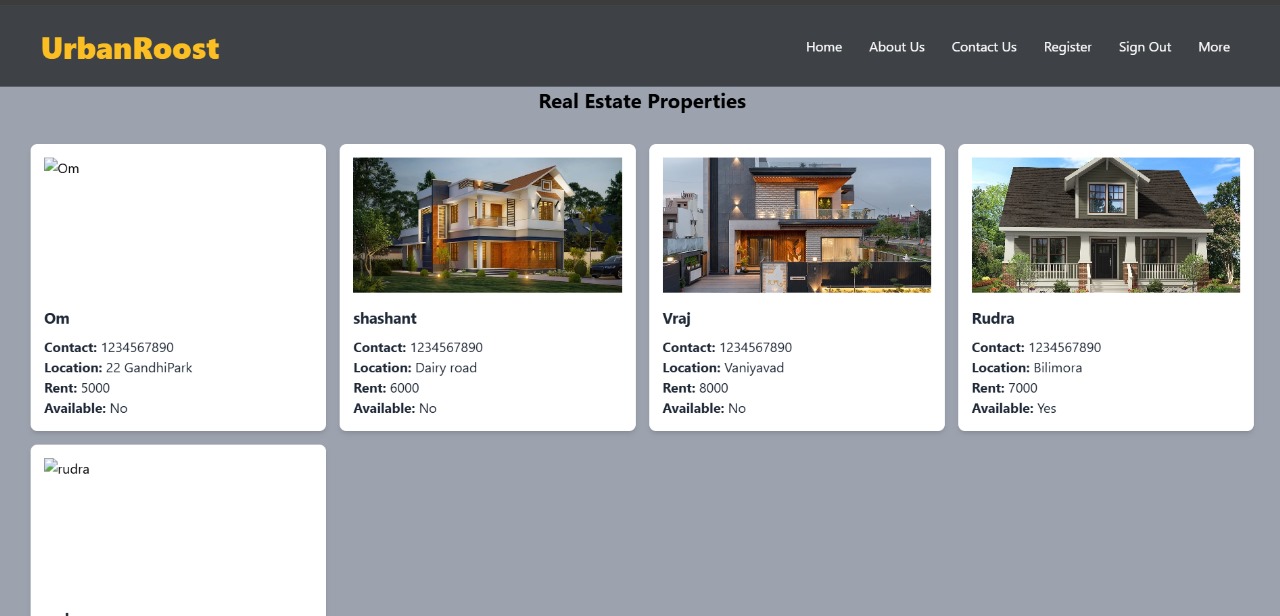 UrbanRoost
Home About Us Contact Us Register Sign Out More
Real Estate Properties
Om
Om
Contact: 1234567890
Location: 22 GandhiPark
Rent: 5000
Available: No
shashant
Contact: 1234567890
Location: Dairy road
Rent: 6000
Available: No
Vraj
Contact: 1234567890
Location: Vaniyavad
Rent: 8000
Available: No
Rudra
Contact: 1234567890
Location: Bilimora
Rent: 7000
Available: Yes
rudra